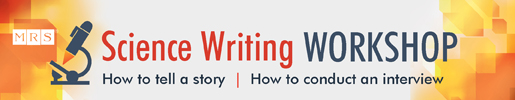 MRS
Science Writing WORKSHOP
How to tell a story | How to conduct an interview